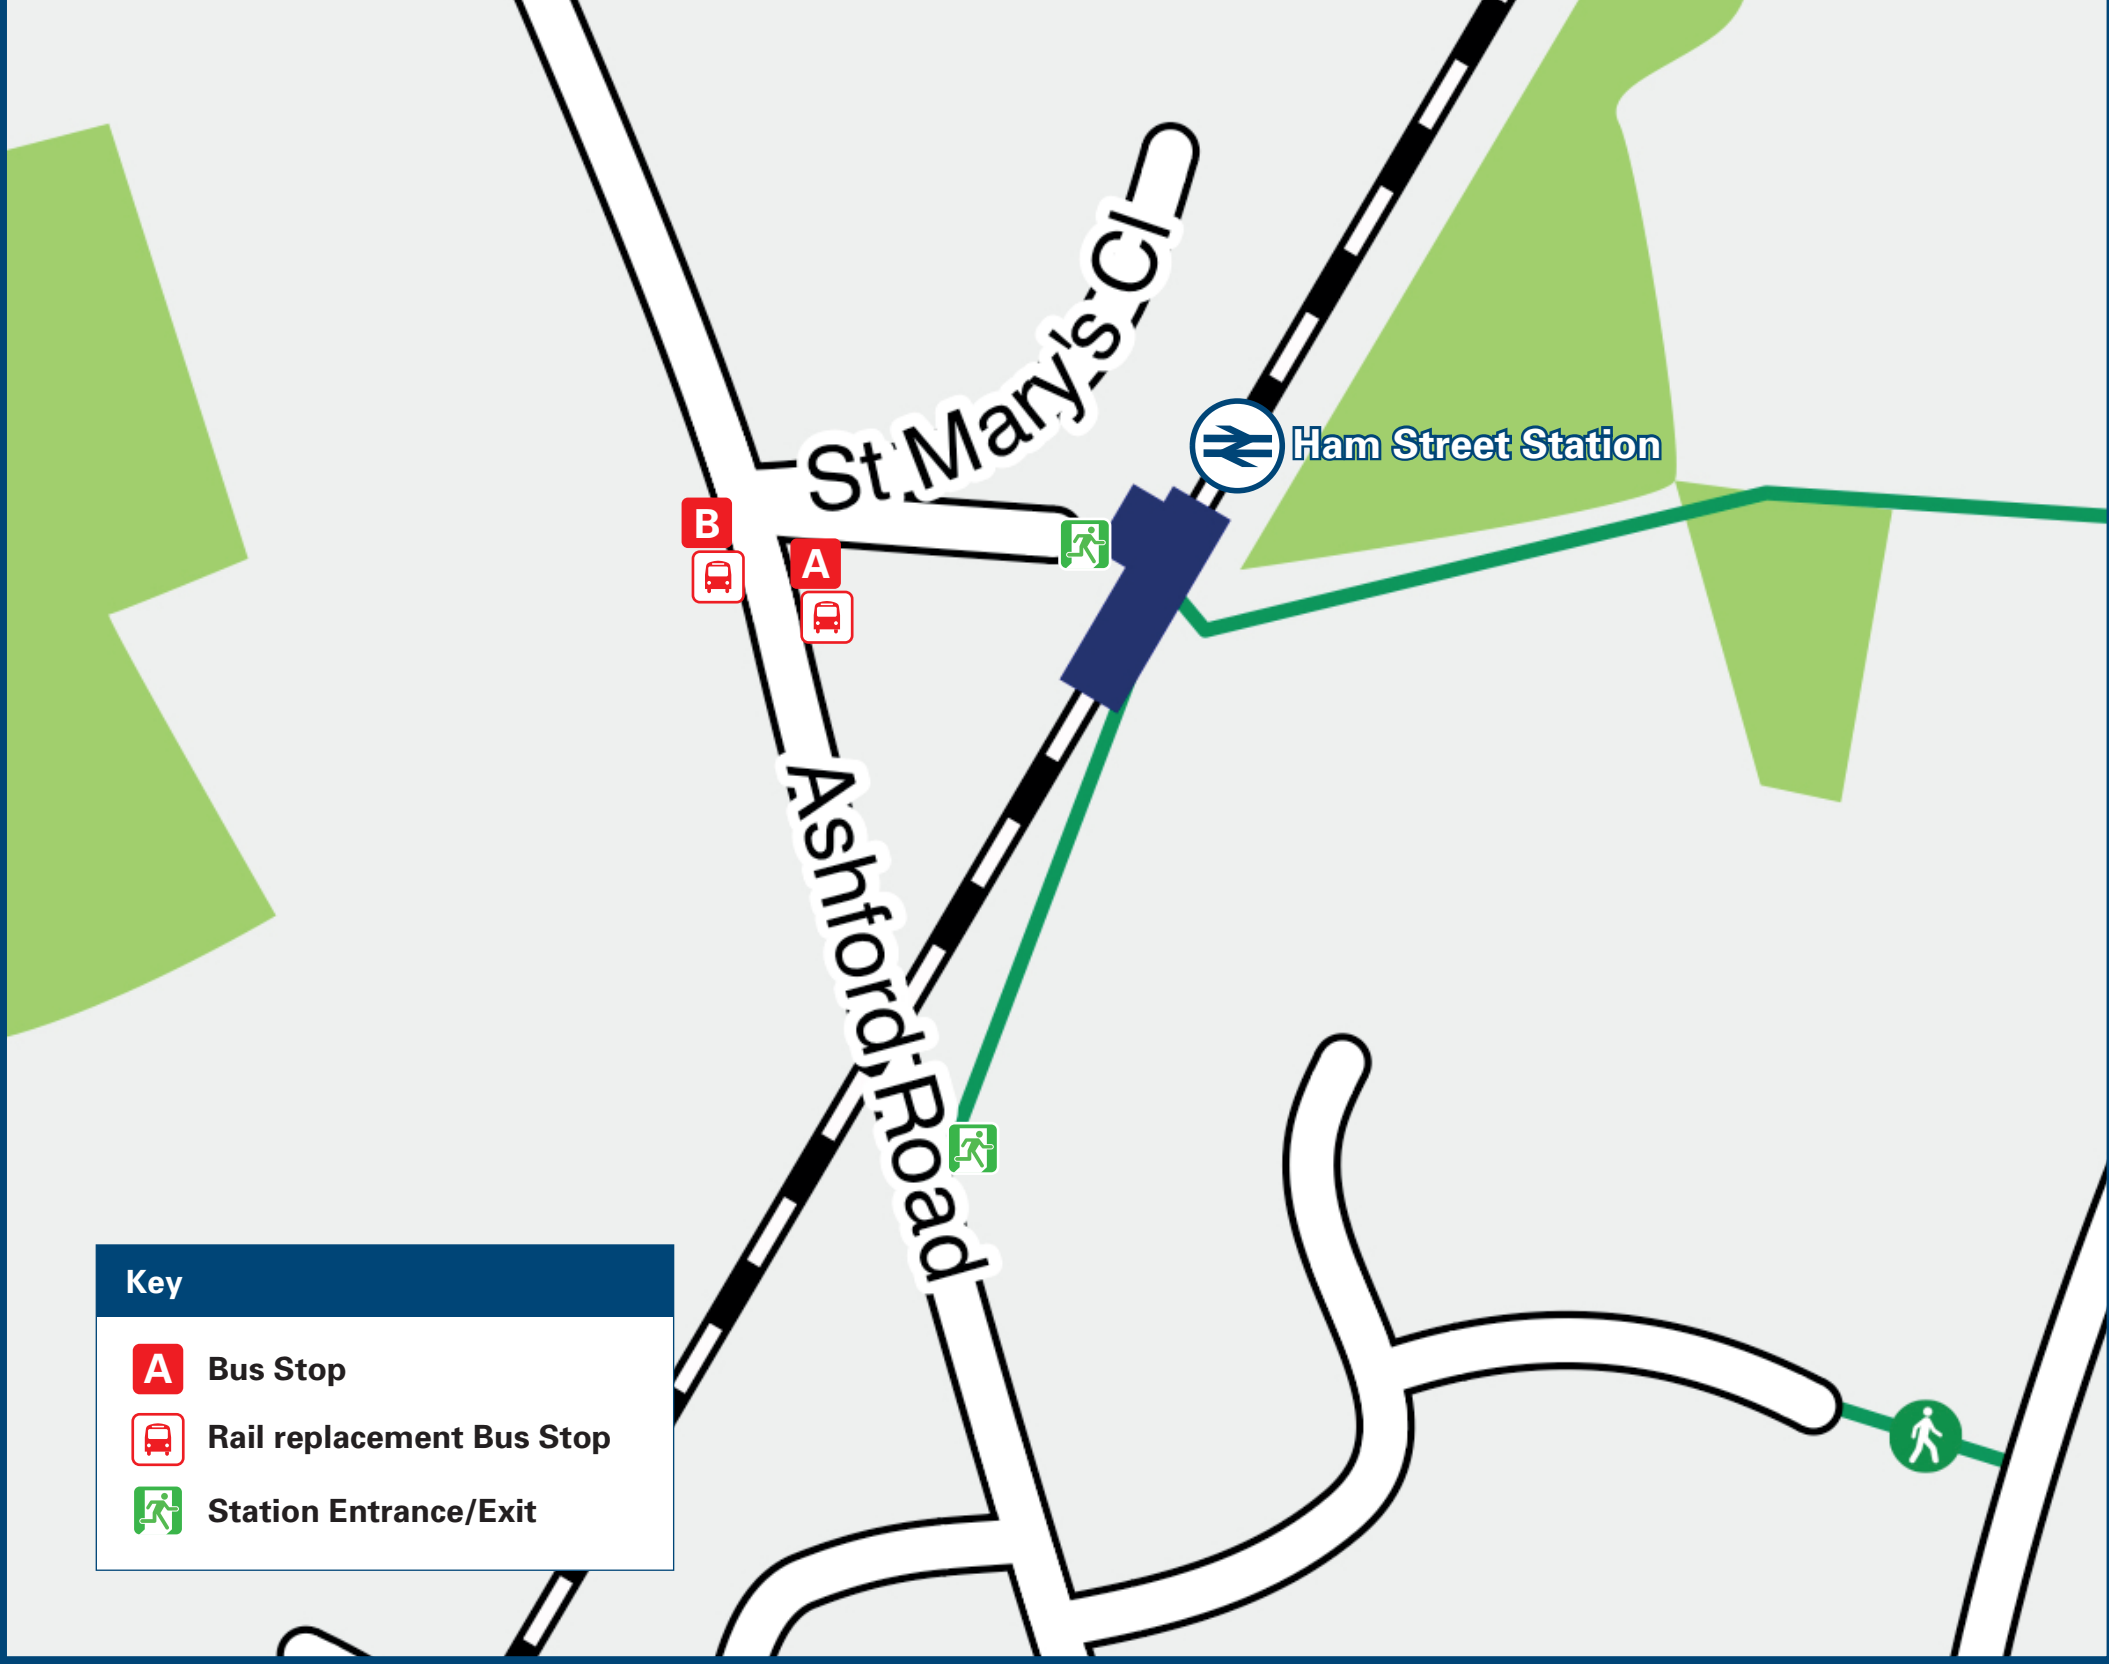 St Mary's Cl
Ham Street Station
B
A
Ashford Road
Key
A Bus Stop
Rail replacement Bus Stop
Station Entrance/Exit